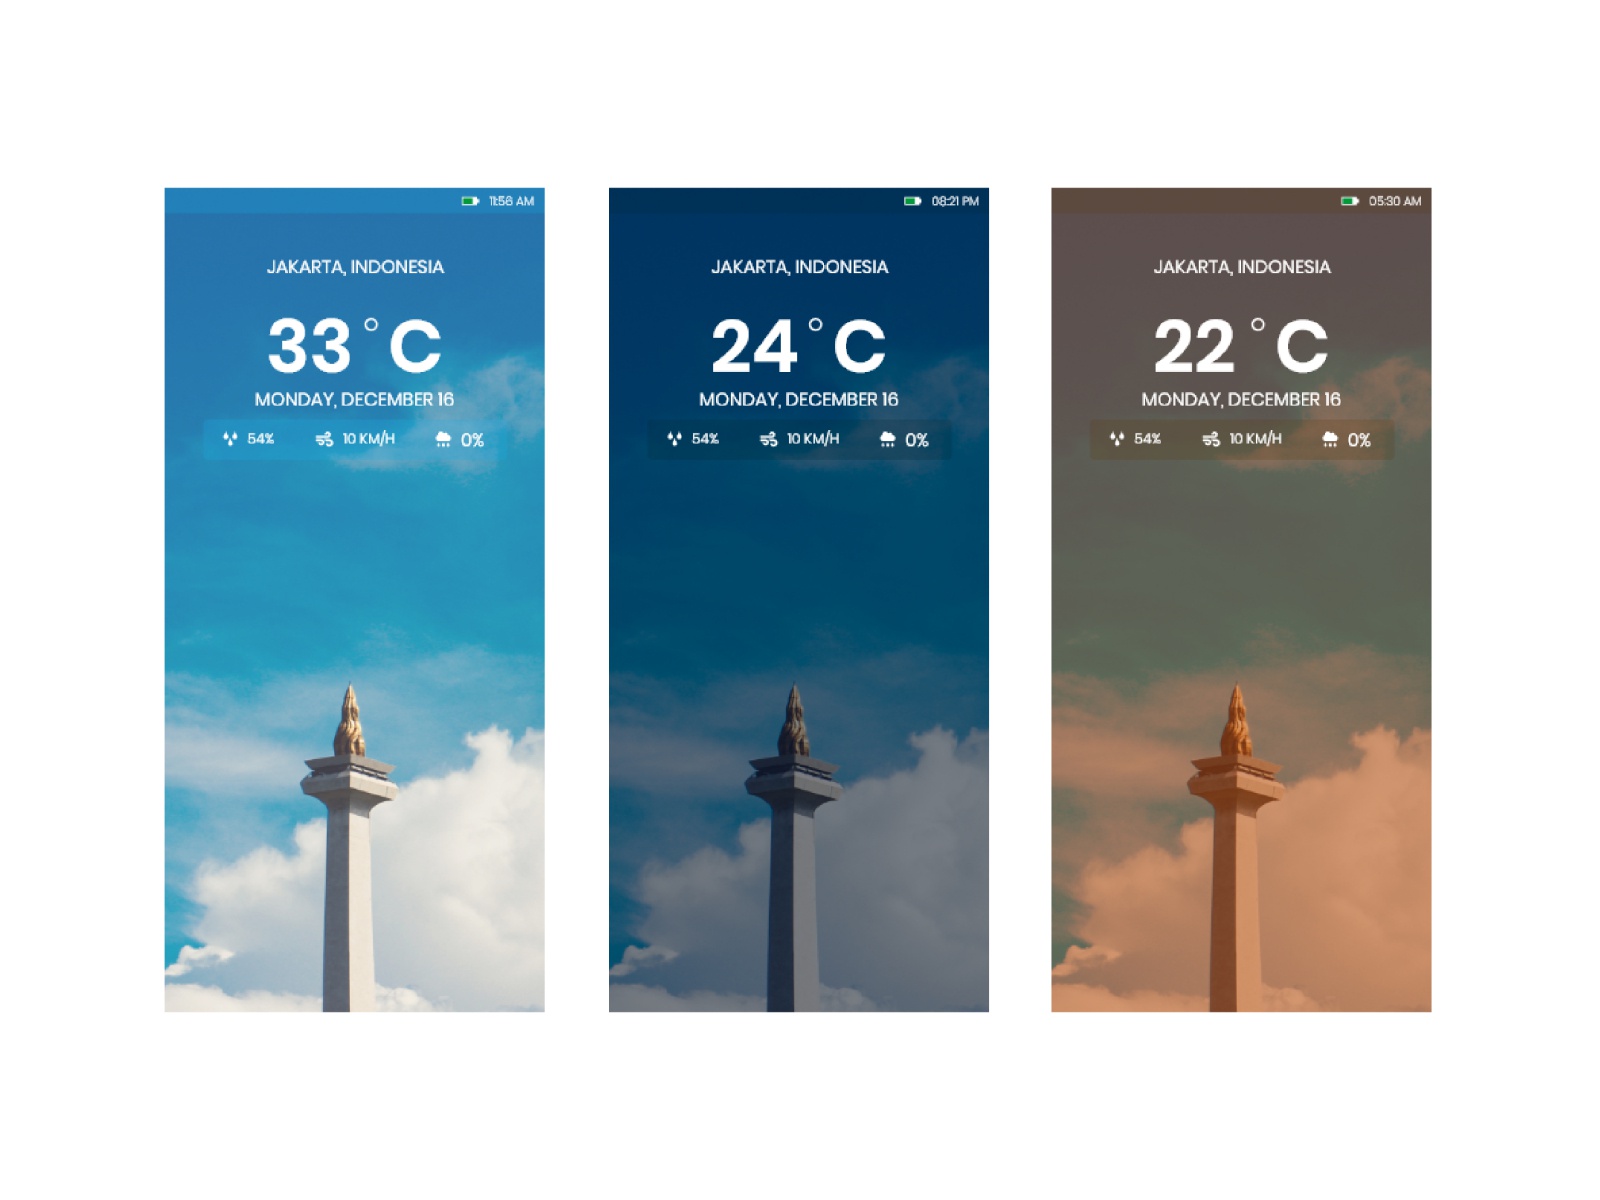 11:56 AM
JAKARTA, INDONESIA
33°C
MONDAY, DECEMBER 16
54% 10 KM/H 0%
08:21 PM
JAKARTA, INDONESIA
24°C
MONDAY, DECEMBER 16
54% 10 KM/H 0%
05:30 AM
JAKARTA, INDONESIA
22°C
MONDAY, DECEMBER 16
54% 10 KM/H 0%